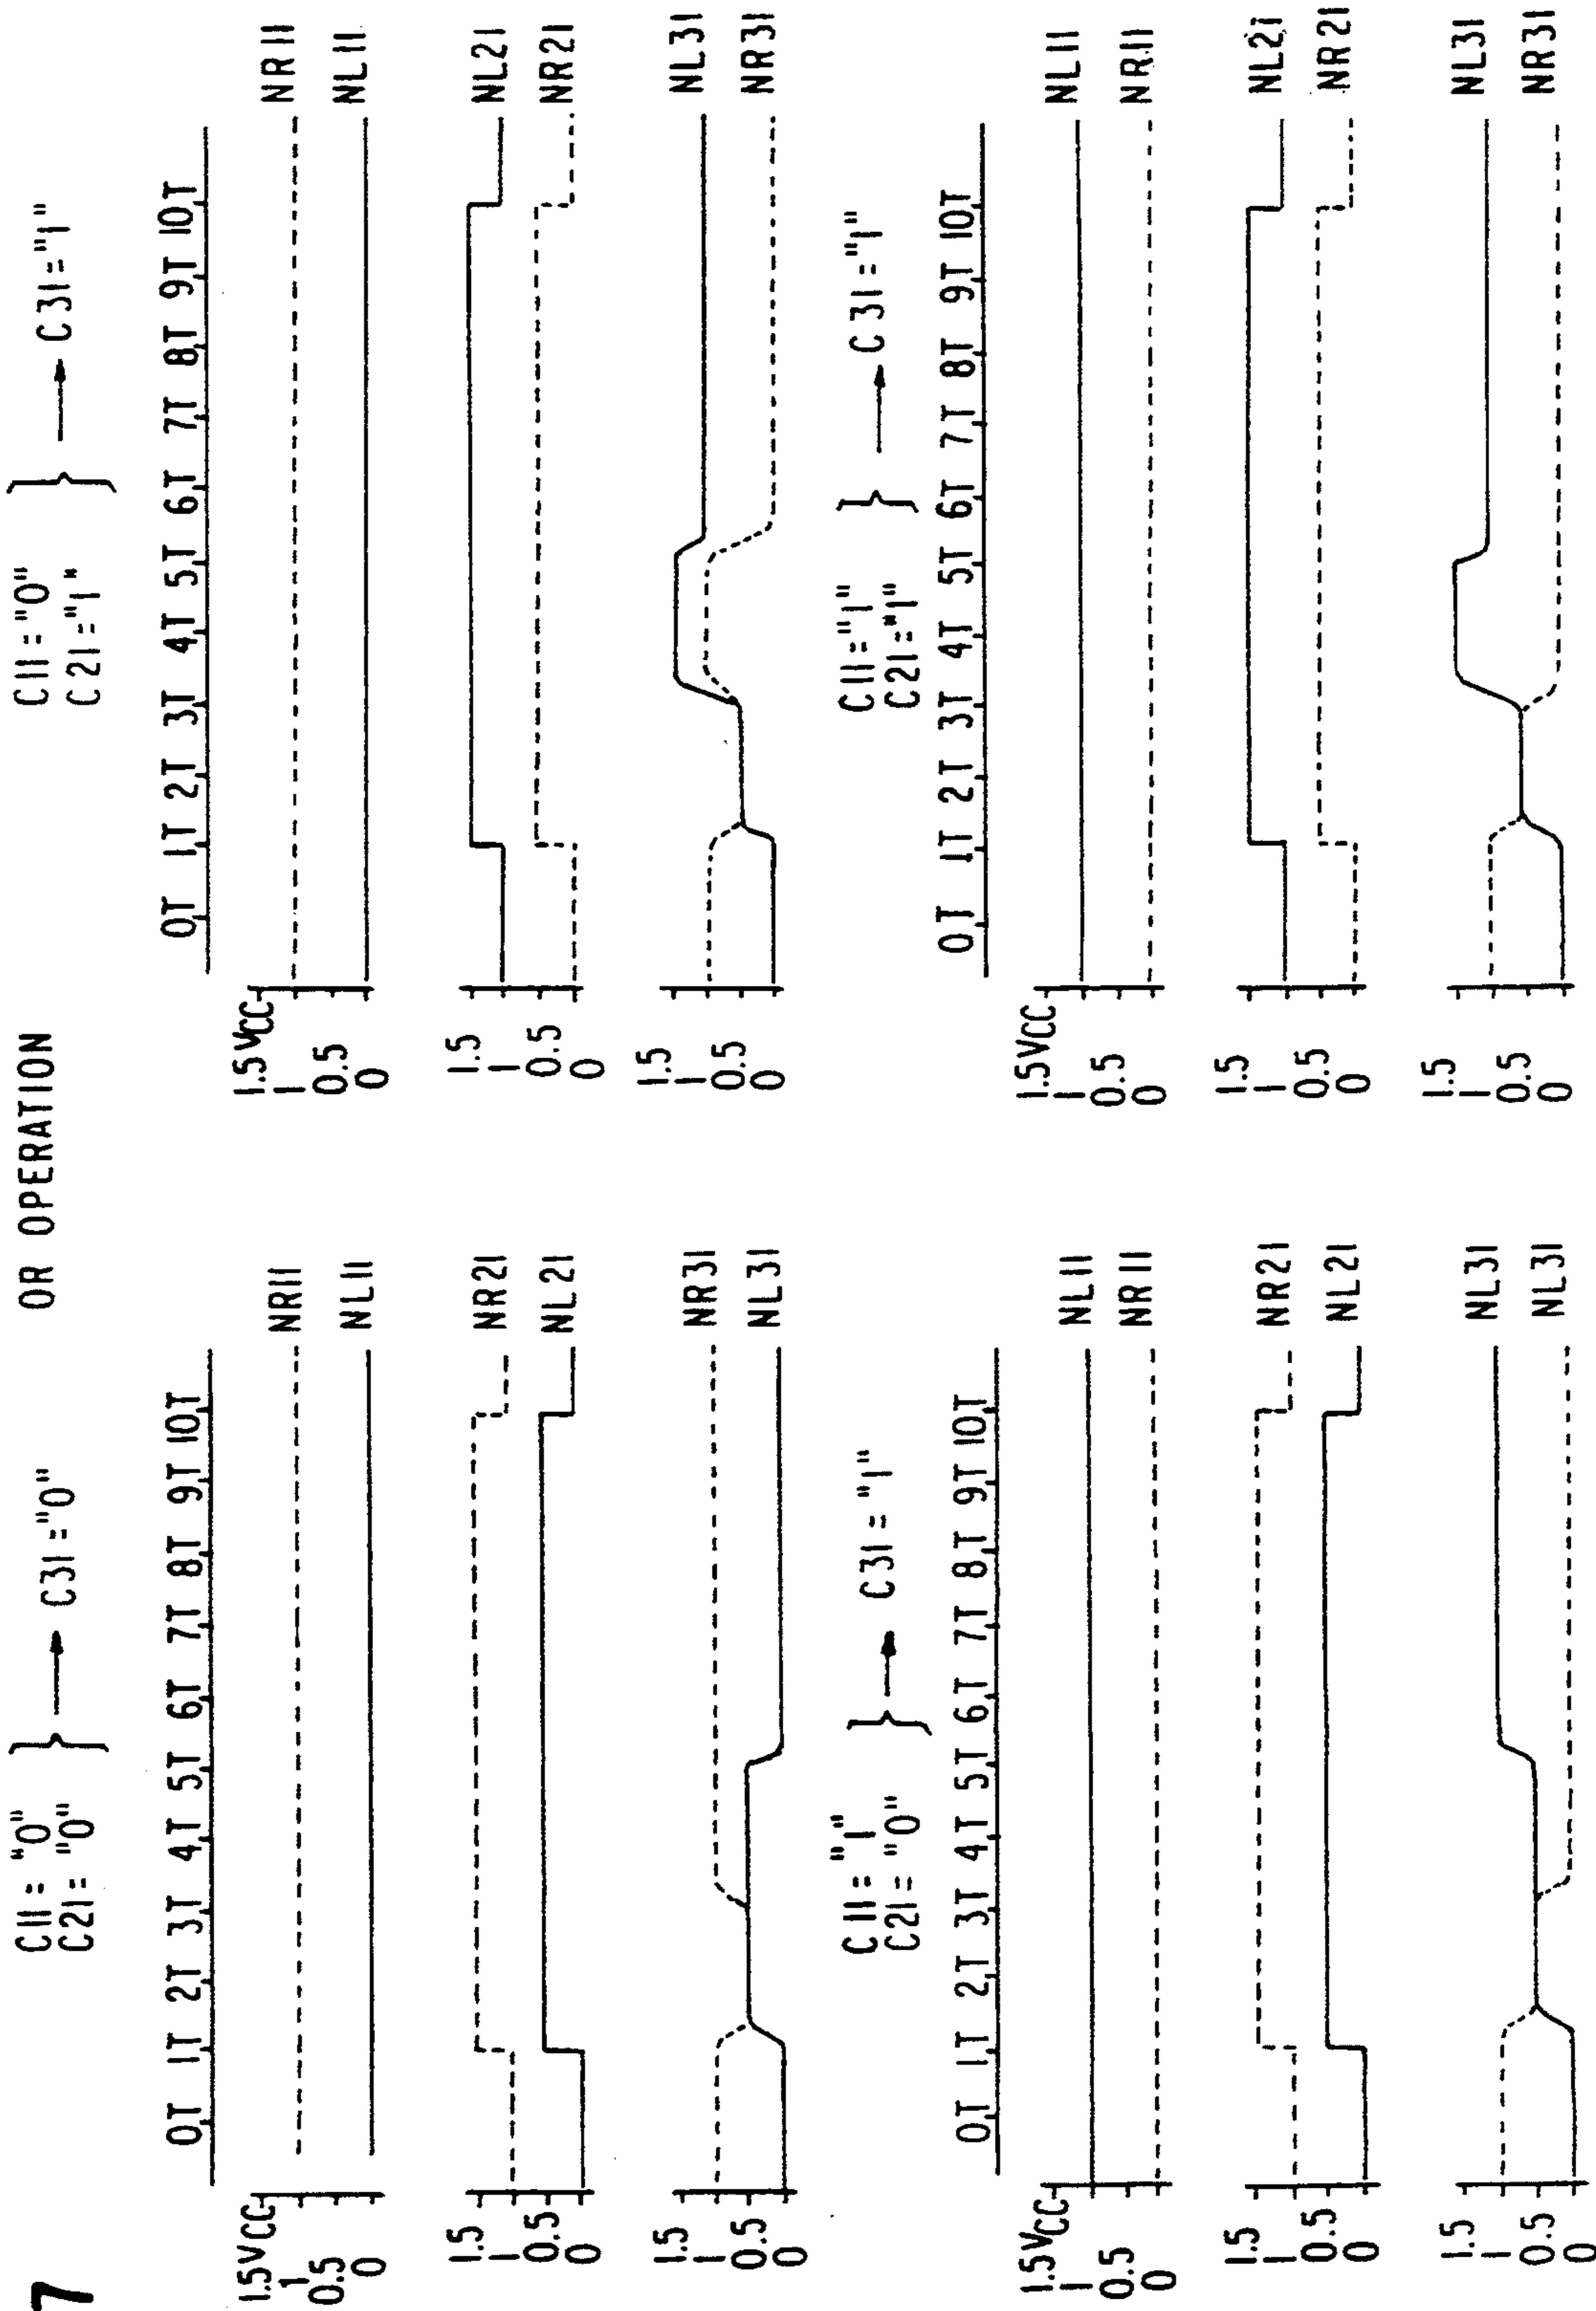 7
OR OPERATION
C11 = "0"
C21 = "0"
C31 = "0"
0T 1T 2T 3T 4T 5T 6T 7T 8T 9T 10T
1.5 VCC
1
0.5
0
NR11
NL11
1.5
1
0.5
0
NR21
NL21
1.5
1
0.5
0
NR31
NL31
C11 = "0"
C21 = "1"
C31 = "1"
0T 1T 2T 3T 4T 5T 6T 7T 8T 9T 10T
1.5 VCC
1
0.5
0
NR11
NL11
1.5
1
0.5
0
NL21
NR21
1.5
1
0.5
0
NL31
NR31
C11 = "1"
C21 = "0"
C31 = "1"
0T 1T 2T 3T 4T 5T 6T 7T 8T 9T 10T
1.5 VCC
1
0.5
0
NL11
NR11
1.5
1
0.5
0
NR21
NL21
1.5
1
0.5
0
NL31
NL31
C11 = "1"
C21 = "1"
C31 = "1"
0T 1T 2T 3T 4T 5T 6T 7T 8T 9T 10T
1.5 VCC
1
0.5
0
NL11
NR11
1.5
1
0.5
0
NL21
NR21
1.5
1
0.5
0
NL31
NR31